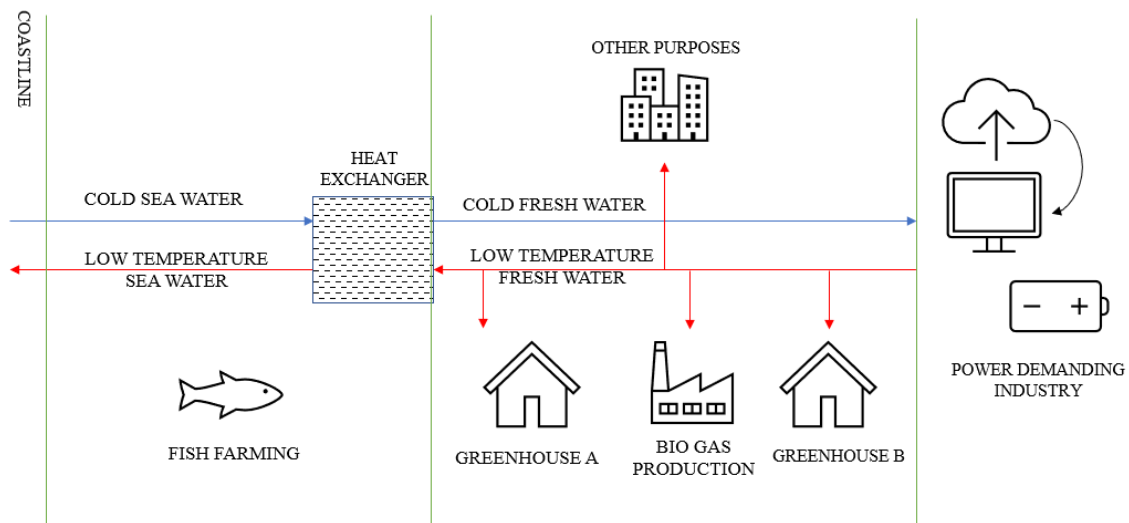 COASTLINE
OTHER PURPOSES
HEAT
EXCHANGER
COLD SEA WATER
COLD FRESH WATER
LOW TEMPERATURE
SEA WATER
LOW TEMPERATURE
FRESH WATER
POWER DEMANDING
INDUSTRY
FISH FARMING
GREENHOUSE A
BIO GAS
PRODUCTION
GREENHOUSE B